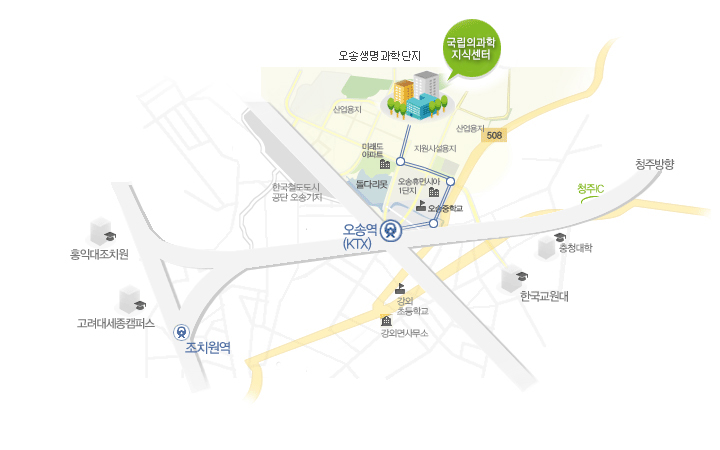 국립의과학
지식센터
오송생명과학단지
산업용지
산업용지
508
미래도
아파트
지원시설용지
청주방향
한국철도도시
공단 오송기지
돌다리못
오송휴먼시아
1단지
청주IC
오송중학교
오송역
(KTX)
홍익대조치원
충청대학
한국교원대
강외
초등학교
고려대세종캠퍼스
강외면사무소
조치원역